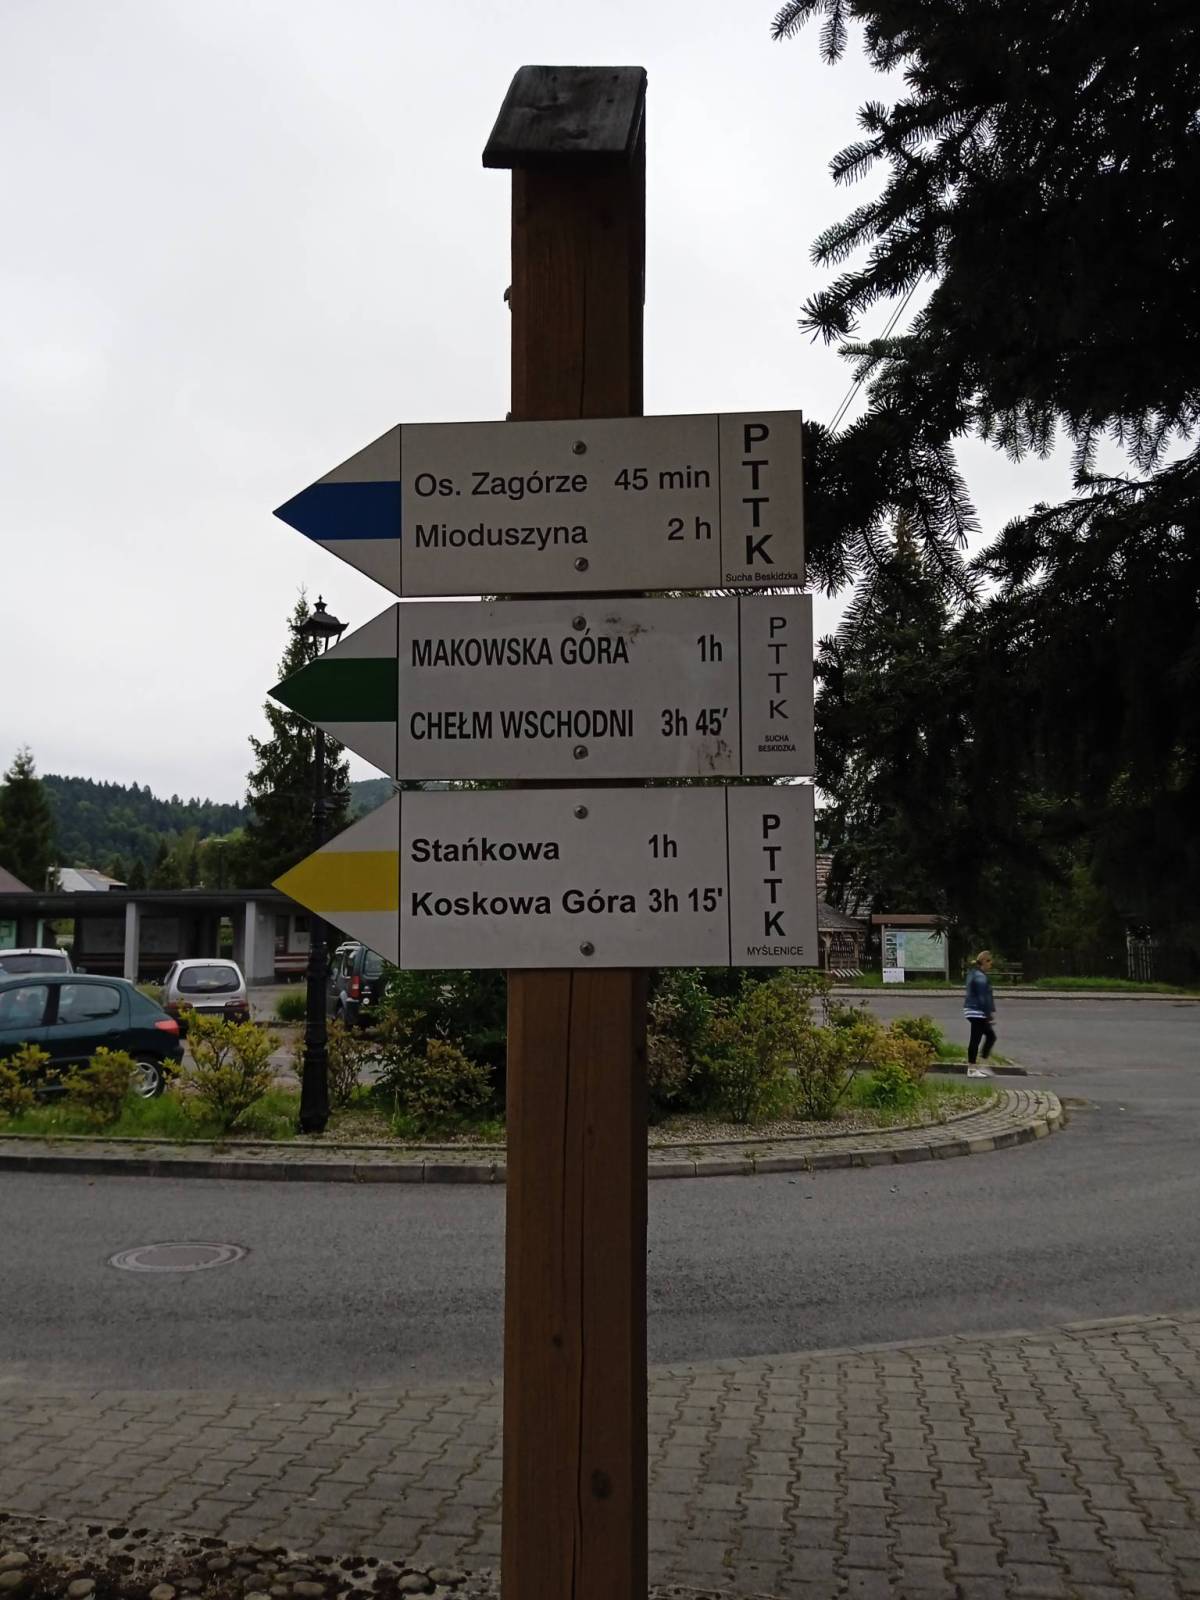 Os. Zagórze 45 min
Mioduszyna 2 h
PTTK
Sucha Beskidzka
MAKOWSKA GÓRA 1h
CHEŁM WSCHODNI 3h 45'
PTTK
SUCHA
BESKIDZKA
Stańkowa 1h
Koskowa Góra 3h 15'
PTTK
MYŚLENICE